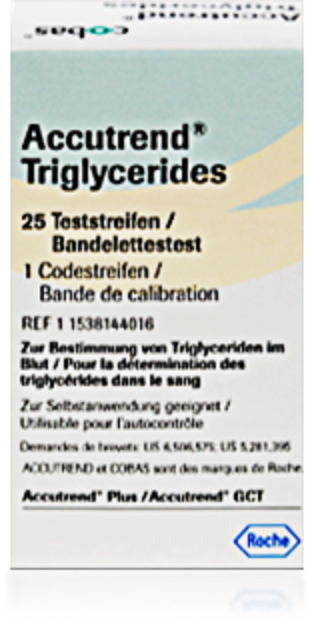 Accutrend®
Triglycerides
cobas®
Accutrend®
Triglycerides
25 Teststreifen /
Bandelettestest
1 Codestreifen /
Bande de calibration
REF 1 1538144016
Zur Bestimmung von Triglyceriden im
Blut / Pour la détermination des
triglycérides dans le sang
Zur Selbstanwendung geeignet /
Utilisable pour l'autocontrôle
Demandes de brevets: US 4,506,575; US 5,281,395
ACCUTREND et COBAS sont des marques de Roche.
Accutrend® Plus / Accutrend® GCT
Roche